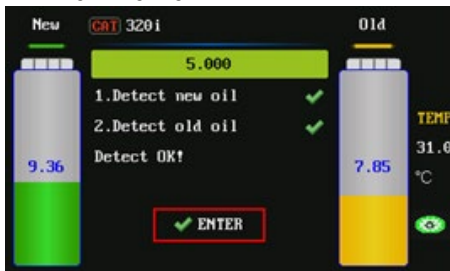 New
CAT 320i
Old
5.000
1.Detect new oil
2.Detect old oil
Detect OK!
9.36
7.85
TEMP
31.0
°C
ENTER